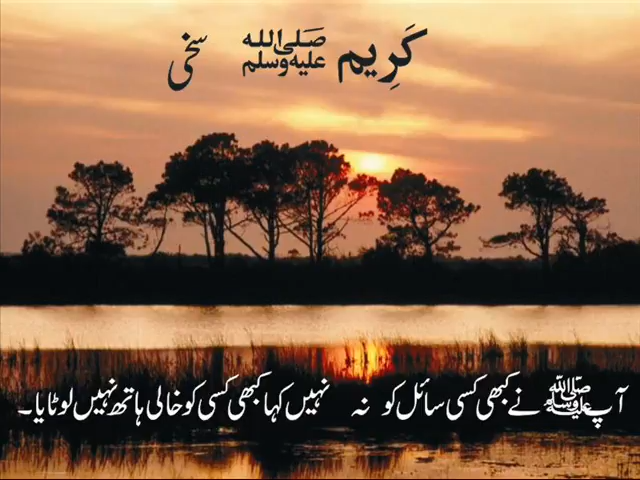 کَرِیم صلی اللہ علیہ وسلم سخی
آپ صلی اللہ علیہ وسلم نے کبھی کسی سائل کو نہ نہیں کہا کبھی کسی کو خالی ہاتھ نہیں لوٹایا۔